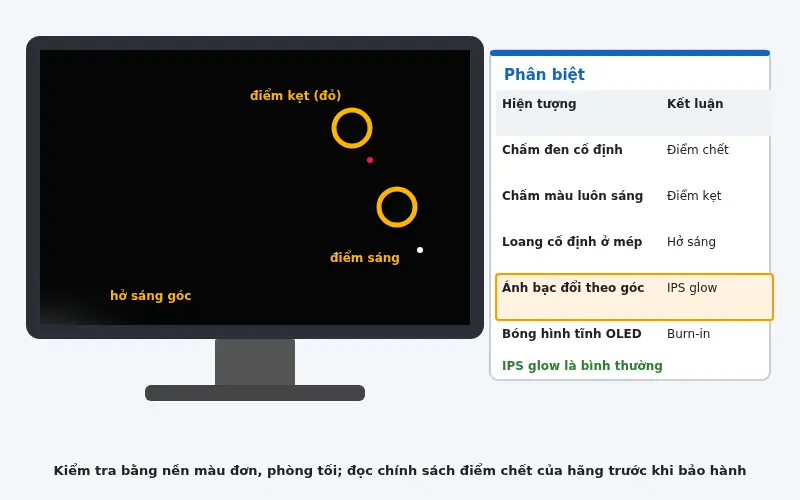 điểm kẹt (đỏ)
điểm sáng
hở sáng góc
Phân biệt
Hiện tượng Kết luận
Chấm đen cố định Điểm chết
Chấm màu luôn sáng Điểm kẹt
Loang cố định ở mép Hở sáng
Ánh bạc đổi theo góc IPS glow
Bóng hình tĩnh OLED Burn-in
IPS glow là bình thường
Kiểm tra bằng nền màu đơn, phòng tối; đọc chính sách điểm chết của hãng trước khi bảo hành